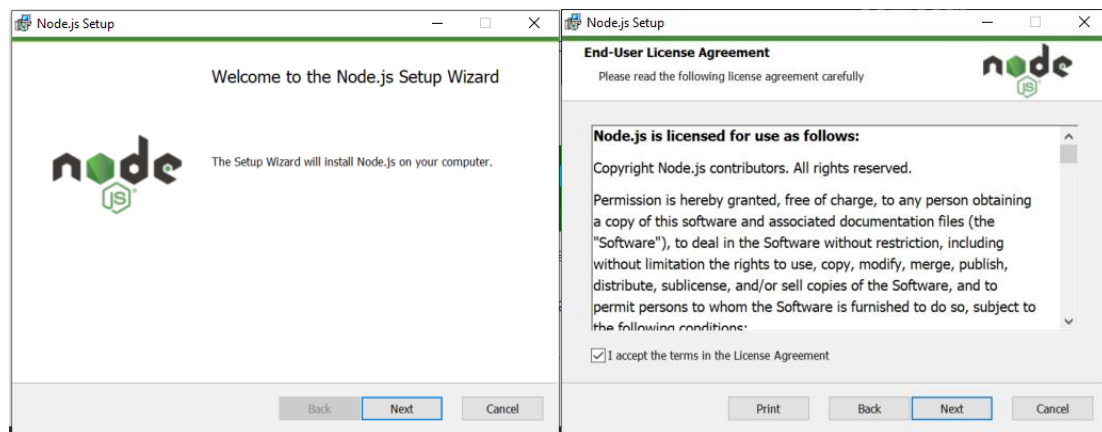 Node.js Setup
Welcome to the Node.js Setup Wizard
node
JS
The Setup Wizard will install Node.js on your computer.
Back
Next
Cancel
Node.js Setup
End-User License Agreement
Please read the following license agreement carefully
node
JS
Node.js is licensed for use as follows:
Copyright Node.js contributors. All rights reserved.
Permission is hereby granted, free of charge, to any person obtaining
a copy of this software and associated documentation files (the
"Software"), to deal in the Software without restriction, including
without limitation the rights to use, copy, modify, merge, publish,
distribute, sublicense, and/or sell copies of the Software, and to
permit persons to whom the Software is furnished to do so, subject to
the following conditions:
I accept the terms in the License Agreement
Print
Back
Next
Cancel